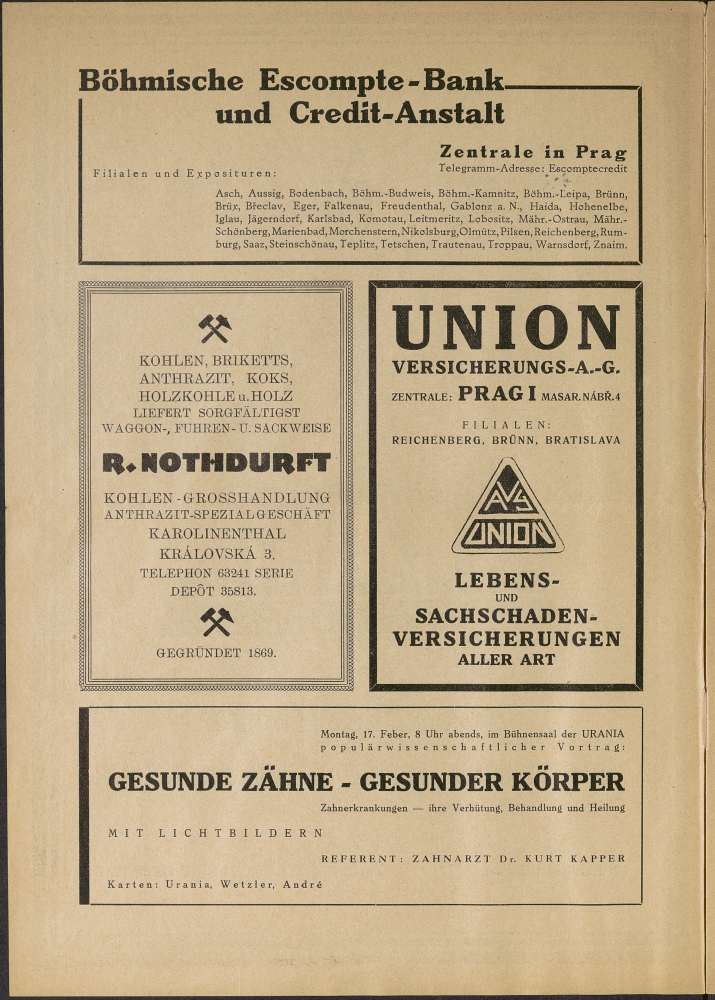 Böhmische Escompte-Bank
und Credit-Anstalt
Zentrale in Prag
Telegramm-Adresse: Escomptecredit
Filialen und Exposituren:
Asch, Aussig, Bodenbach, Böhm.-Budweis, Böhm.-Kamnitz, Böhm.-Leipa, Brünn,
Brüx, Břeclav, Eger, Falkenau, Freudenthal, Gablonz a. N., Haida, Hohenelbe,
Iglau, Jägerndorf, Karlsbad, Komotau, Leitmeritz, Lobositz, Mähr.-Ostrau, Mähr.-
Schönberg, Marienbad, Morchenstern, Nikolsburg, Olmütz, Pilsen, Reichenberg, Rum-
burg, Saaz, Steinschönau, Teplitz, Tetschen, Trautenau, Troppau, Warnsdorf, Znaim.
KOHLEN, BRIKETTS,
ANTHRAZIT, KOKS,
HOLZKOHLE u. HOLZ
LIEFERT SORGFÄLTIGST
WAGGON-, FUHREN- U. SACKWEISE
R. NOTHDURFT
KOHLEN-GROSSHANDLUNG
ANTHRAZIT-SPEZIALGESCHÄFT
KAROLINENTHAL
KRÁLOVSKÁ 3.
TELEPHON 63241 SERIE
DEPÔT 35813.
GEGRÜNDET 1869.
UNION
VERSICHERUNGS-A.-G.
ZENTRALE: PRAG I MASAR. NÁBŘ. 4
FILIALEN:
REICHENBERG, BRÜNN, BRATISLAVA
AVS
UNION
LEBENS-
UND
SACHSCHADEN-
VERSICHERUNGEN
ALLER ART
Montag, 17. Feber, 8 Uhr abends, im Bühnensaal der URANIA
populärwissenschaftlicher Vortrag:
GESUNDE ZÄHNE - GESUNDER KÖRPER
Zahnerkrankungen — ihre Verhütung, Behandlung und Heilung
MIT LICHTBILDERN
REFERENT: ZAHNARZT Dr. KURT KAPPER
Karten: Urania, Wetzler, André